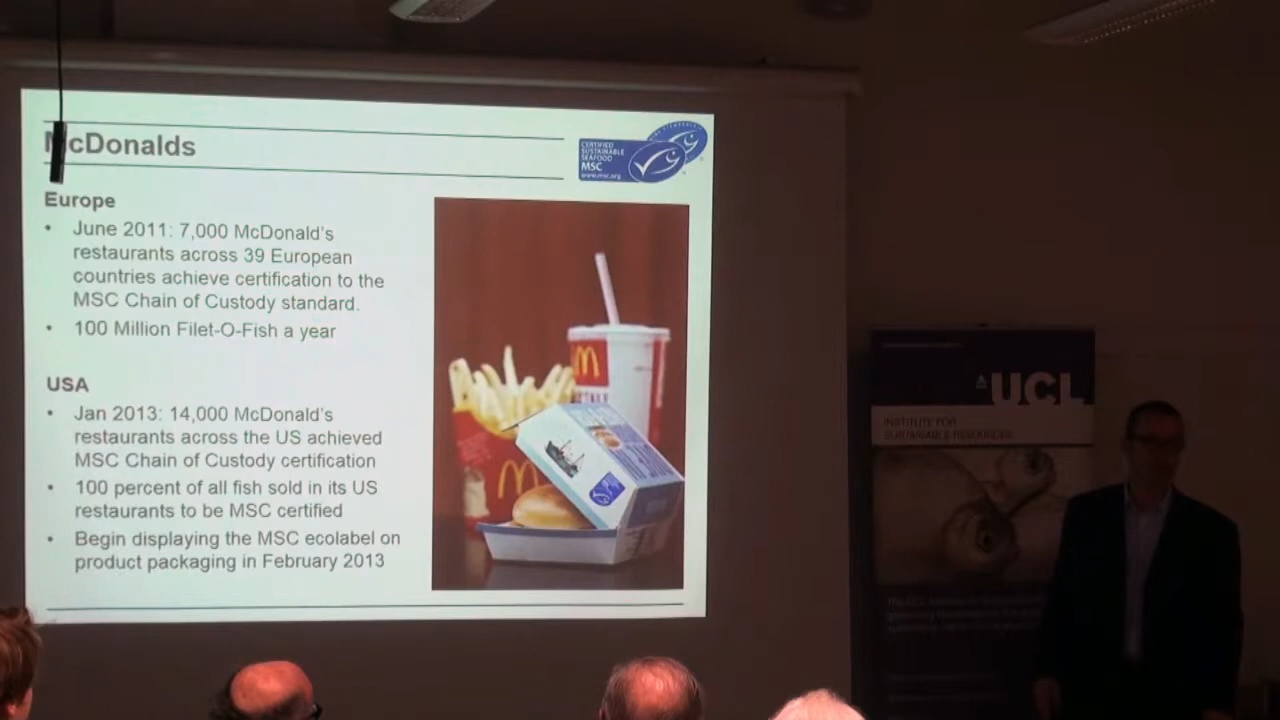 McDonalds
CERTIFIED
SUSTAINABLE
SEAFOOD
MSC
www.msc.org
Europe
• June 2011: 7,000 McDonald's
restaurants across 39 European
countries achieve certification to the
MSC Chain of Custody standard.
• 100 Million Filet-O-Fish a year
USA
• Jan 2013: 14,000 McDonald's
restaurants across the US achieved
MSC Chain of Custody certification
• 100 percent of all fish sold in its US
restaurants to be MSC certified
• Begin displaying the MSC ecolabel on
product packaging in February 2013
UCL
INSTITUTE FOR
SUSTAINABLE RESOURCES